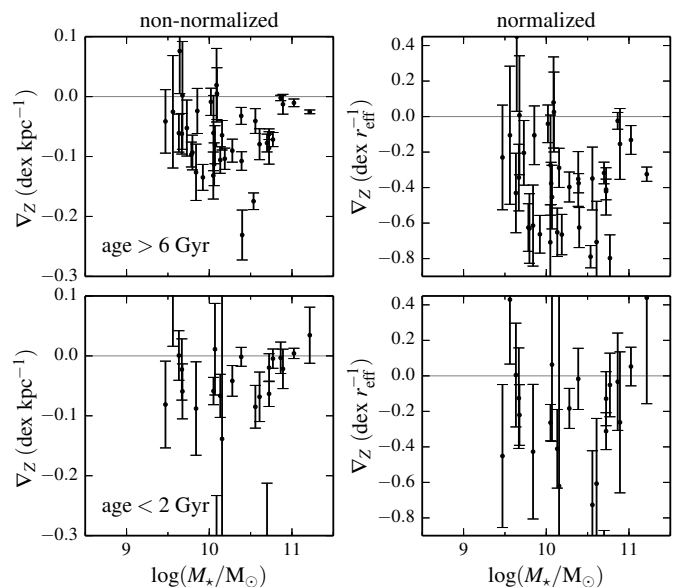 non-normalized normalized
0.1
0.0
−0.1
−0.2
−0.3
∇Z (dex kpc−1)
age > 6 Gyr
0.4
0.2
0.0
−0.2
−0.4
−0.6
−0.8
∇Z (dex reff−1)
0.1
0.0
−0.1
−0.2
−0.3
∇Z (dex kpc−1)
age < 2 Gyr
9 10 11
log(M⋆/M⊙)
0.4
0.2
0.0
−0.2
−0.4
−0.6
−0.8
∇Z (dex reff−1)
9 10 11
log(M⋆/M⊙)